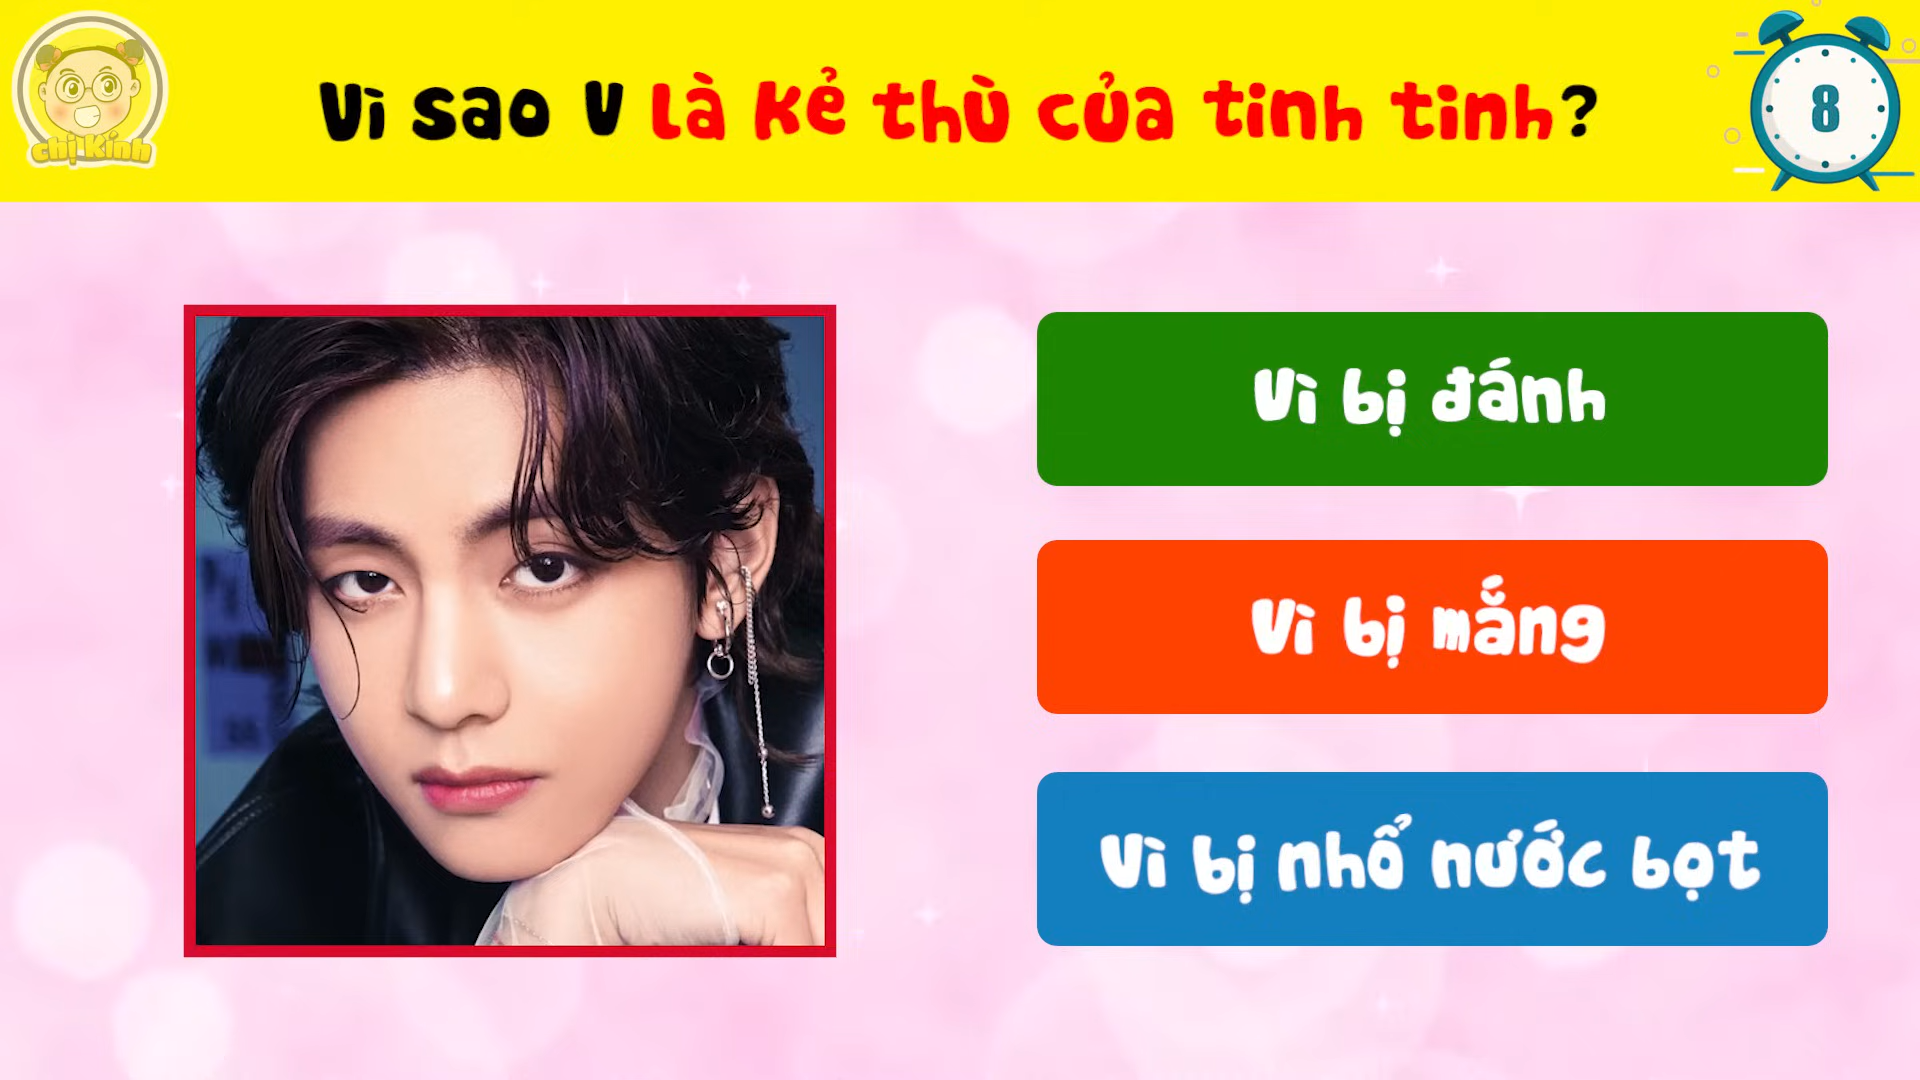 chị Kính
Vì sao V là kẻ thù của tinh tinh?
8
Vì bị đánh
Vì bị mắng
Vì bị nhổ nước bọt